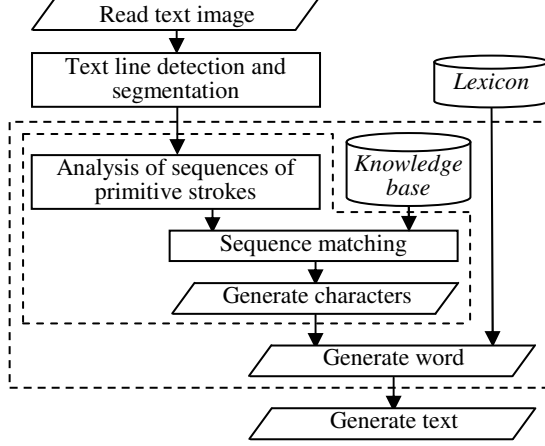 Read text image
Text line detection and
segmentation
Lexicon
Analysis of sequences of
primitive strokes
Knowledge
base
Sequence matching
Generate characters
Generate word
Generate text